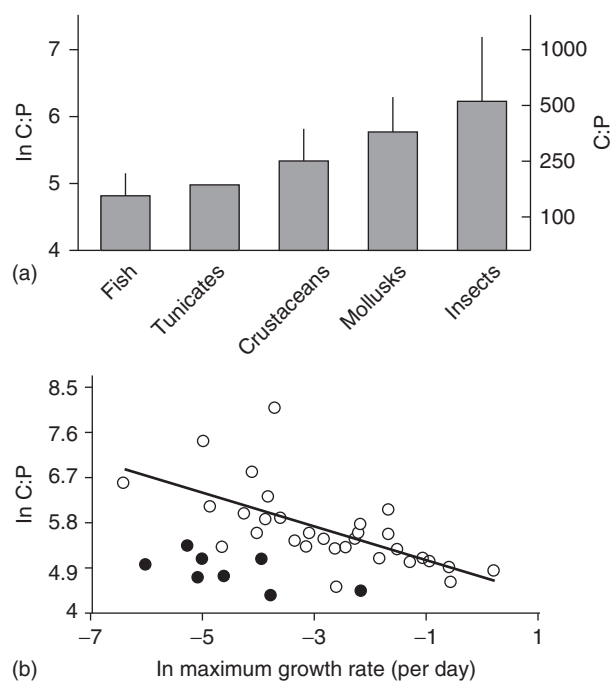 7
6
5
4
ln C:P
1000
500
250
100
C:P
(a)
Fish
Tunicates
Crustaceans
Mollusks
Insects
8.5
7.6
6.7
5.8
4.9
4
ln C:P
−7
−5
−3
−1
1
(b)
ln maximum growth rate (per day)